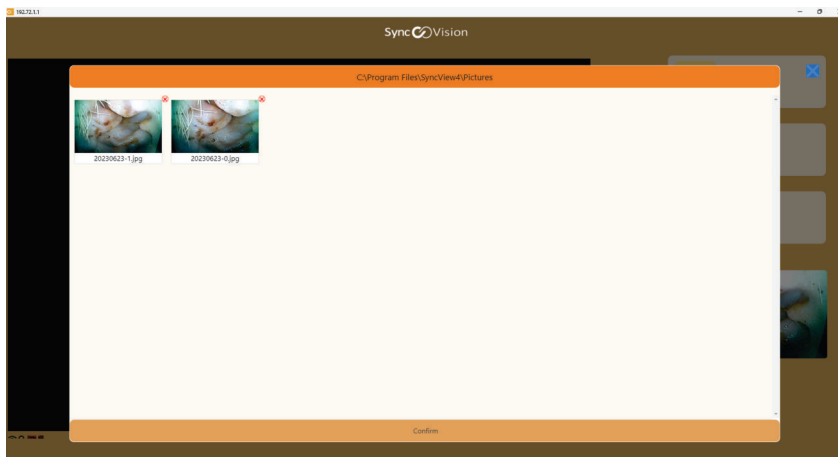 192.72.1.1
Sync Vision
C:\Program Files\SyncView4\Pictures
20230623-1.jpg
20230623-0.jpg
Confirm